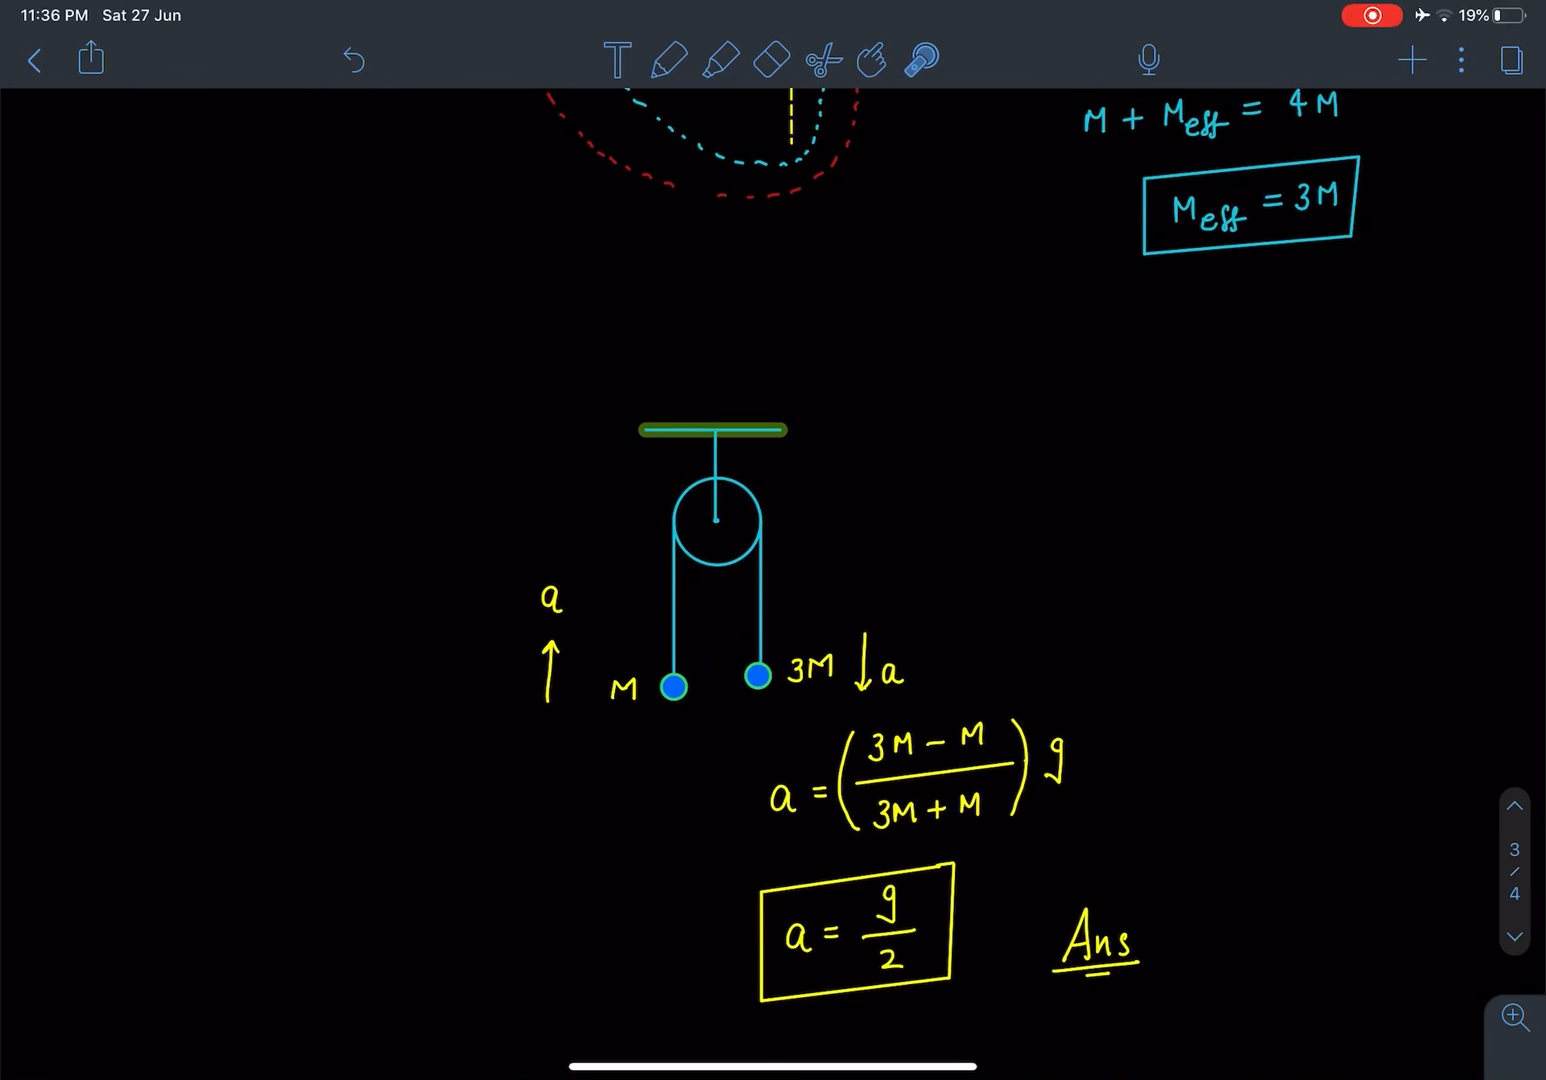 11:36 PM Sat 27 Jun
19%
T
M + Meff = 4M
Meff = 3M
a
M
3M ↓ a
a = ( 3M - M / 3M + M ) g
a = g / 2
Ans
3
/
4